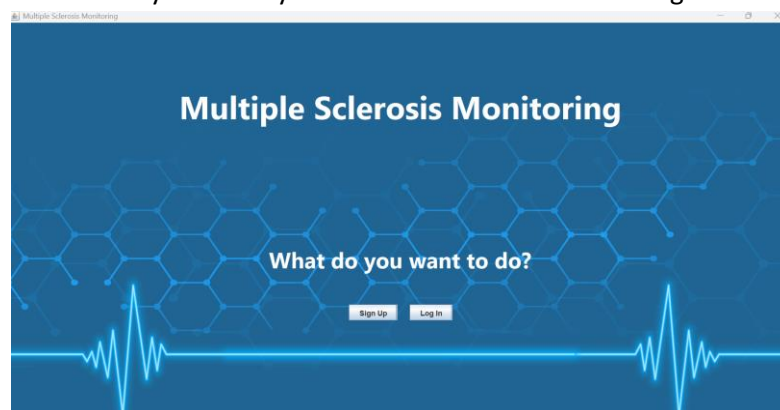 Multiple Sclerosis Monitoring
Multiple Sclerosis Monitoring
What do you want to do?
Sign Up Log In